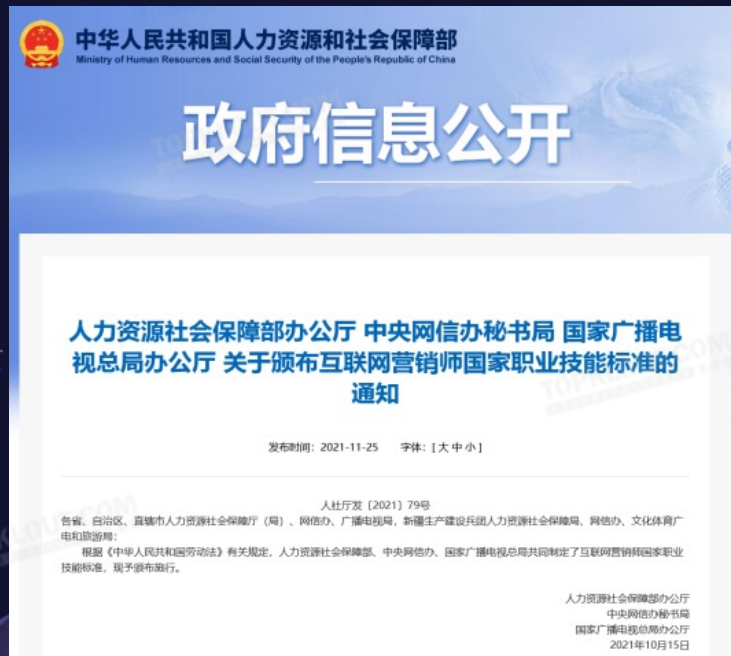 中华人民共和国人力资源和社会保障部
Ministry of Human Resources and Social Security of the People's Republic of China
政府信息公开
人力资源社会保障部办公厅 中央网信办秘书局 国家广播电
视总局办公厅 关于颁布互联网营销师国家职业技能标准的
通知
发布时间：2021-11-25 字体：[ 大 中 小 ]
人社厅发〔2021〕79号
各省、自治区、直辖市人力资源社会保障厅（局）、网信办、广播电视局，新疆生产建设兵团人力资源社会保障局、网信办、文化体育广
电和旅游局：
根据《中华人民共和国劳动法》有关规定，人力资源社会保障部、中央网信办、国家广播电视总局共同制定了互联网营销师国家职业
技能标准，现予颁布施行。
人力资源社会保障部办公厅
中央网信办秘书局
国家广播电视总局办公厅
2021年10月15日